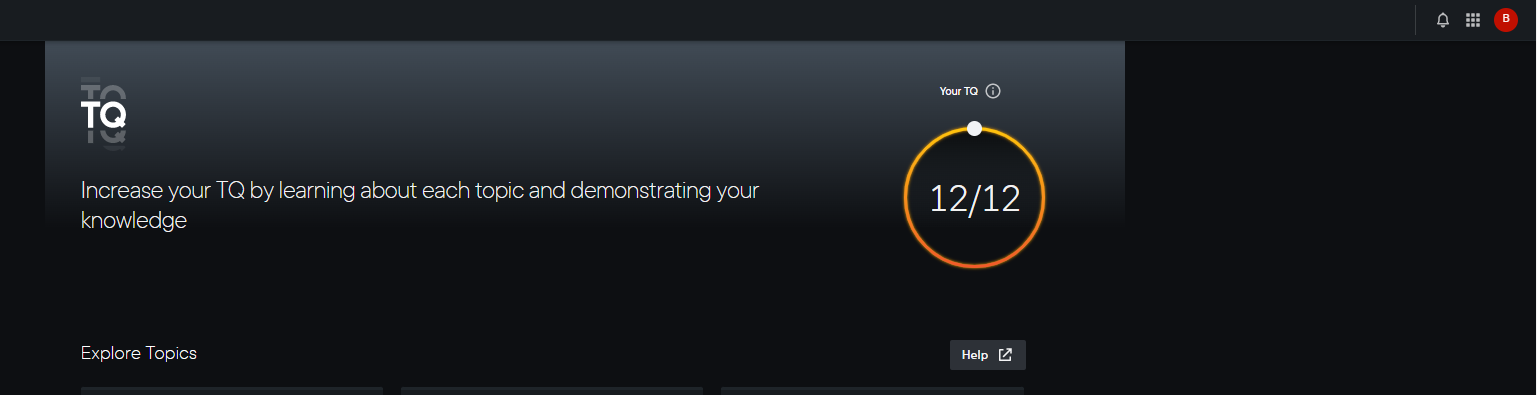 B
TQ
Your TQ
Increase your TQ by learning about each topic and demonstrating your
knowledge
12/12
Explore Topics
Help